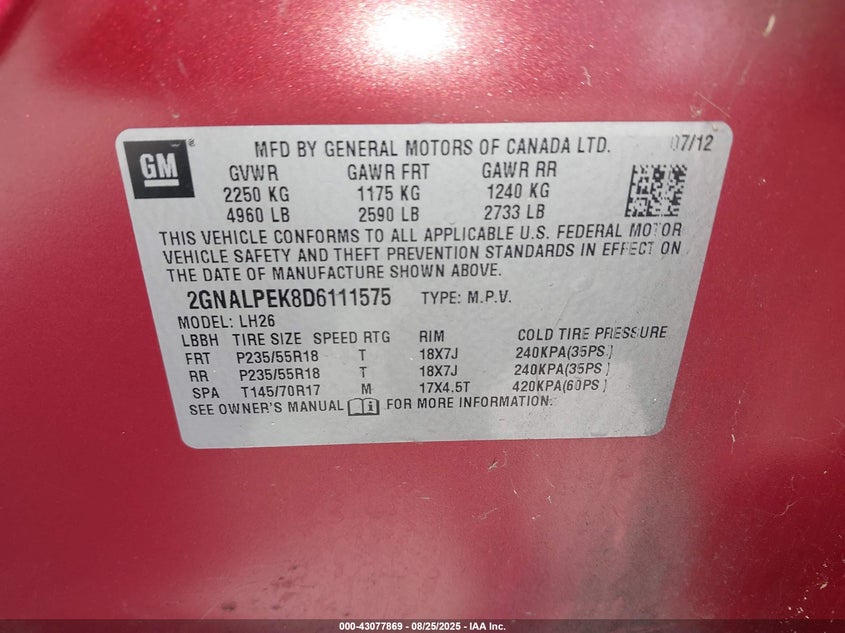 GM
MFD BY GENERAL MOTORS OF CANADA LTD. 07/12
GVWR GAWR FRT GAWR RR
2250 KG 1175 KG 1240 KG
4960 LB 2590 LB 2733 LB
THIS VEHICLE CONFORMS TO ALL APPLICABLE U.S. FEDERAL MOTOR
VEHICLE SAFETY AND THEFT PREVENTION STANDARDS IN EFFECT ON
THE DATE OF MANUFACTURE SHOWN ABOVE.
2GNALPEK8D6111575 TYPE: M.P.V.
MODEL: LH26
LBBH TIRE SIZE SPEED RTG RIM COLD TIRE PRESSURE
FRT P235/55R18 T 18X7J 240KPA(35PS)
RR P235/55R18 T 18X7J 240KPA(35PS)
SPA T145/70R17 M 17X4.5T 420KPA(60PS)
SEE OWNER'S MANUAL FOR MORE INFORMATION.
000-43077869 - 08/25/2025 - IAA Inc.